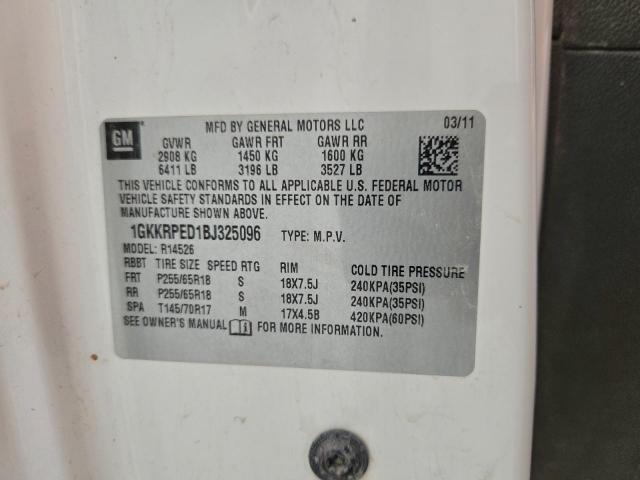 GM
MFD BY GENERAL MOTORS LLC 03/11
GVWR GAWR FRT GAWR RR
2908 KG 1450 KG 1600 KG
6411 LB 3196 LB 3527 LB
THIS VEHICLE CONFORMS TO ALL APPLICABLE U.S. FEDERAL MOTOR
VEHICLE SAFETY STANDARDS IN EFFECT ON THE DATE OF
MANUFACTURE SHOWN ABOVE.
1GKKRPED1BJ325096 TYPE: M.P.V.
MODEL: R14526
RBBT TIRE SIZE SPEED RTG RIM COLD TIRE PRESSURE
FRT P255/65R18 S 18X7.5J 240KPA(35PSI)
RR P255/65R18 S 18X7.5J 240KPA(35PSI)
SPA T145/70R17 M 17X4.5B 420KPA(60PSI)
SEE OWNER'S MANUAL FOR MORE INFORMATION.